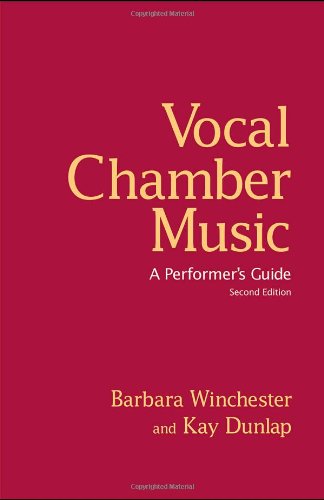 Vocal
Chamber
Music
A Performer's Guide
Second Edition
Barbara Winchester
and Kay Dunlap